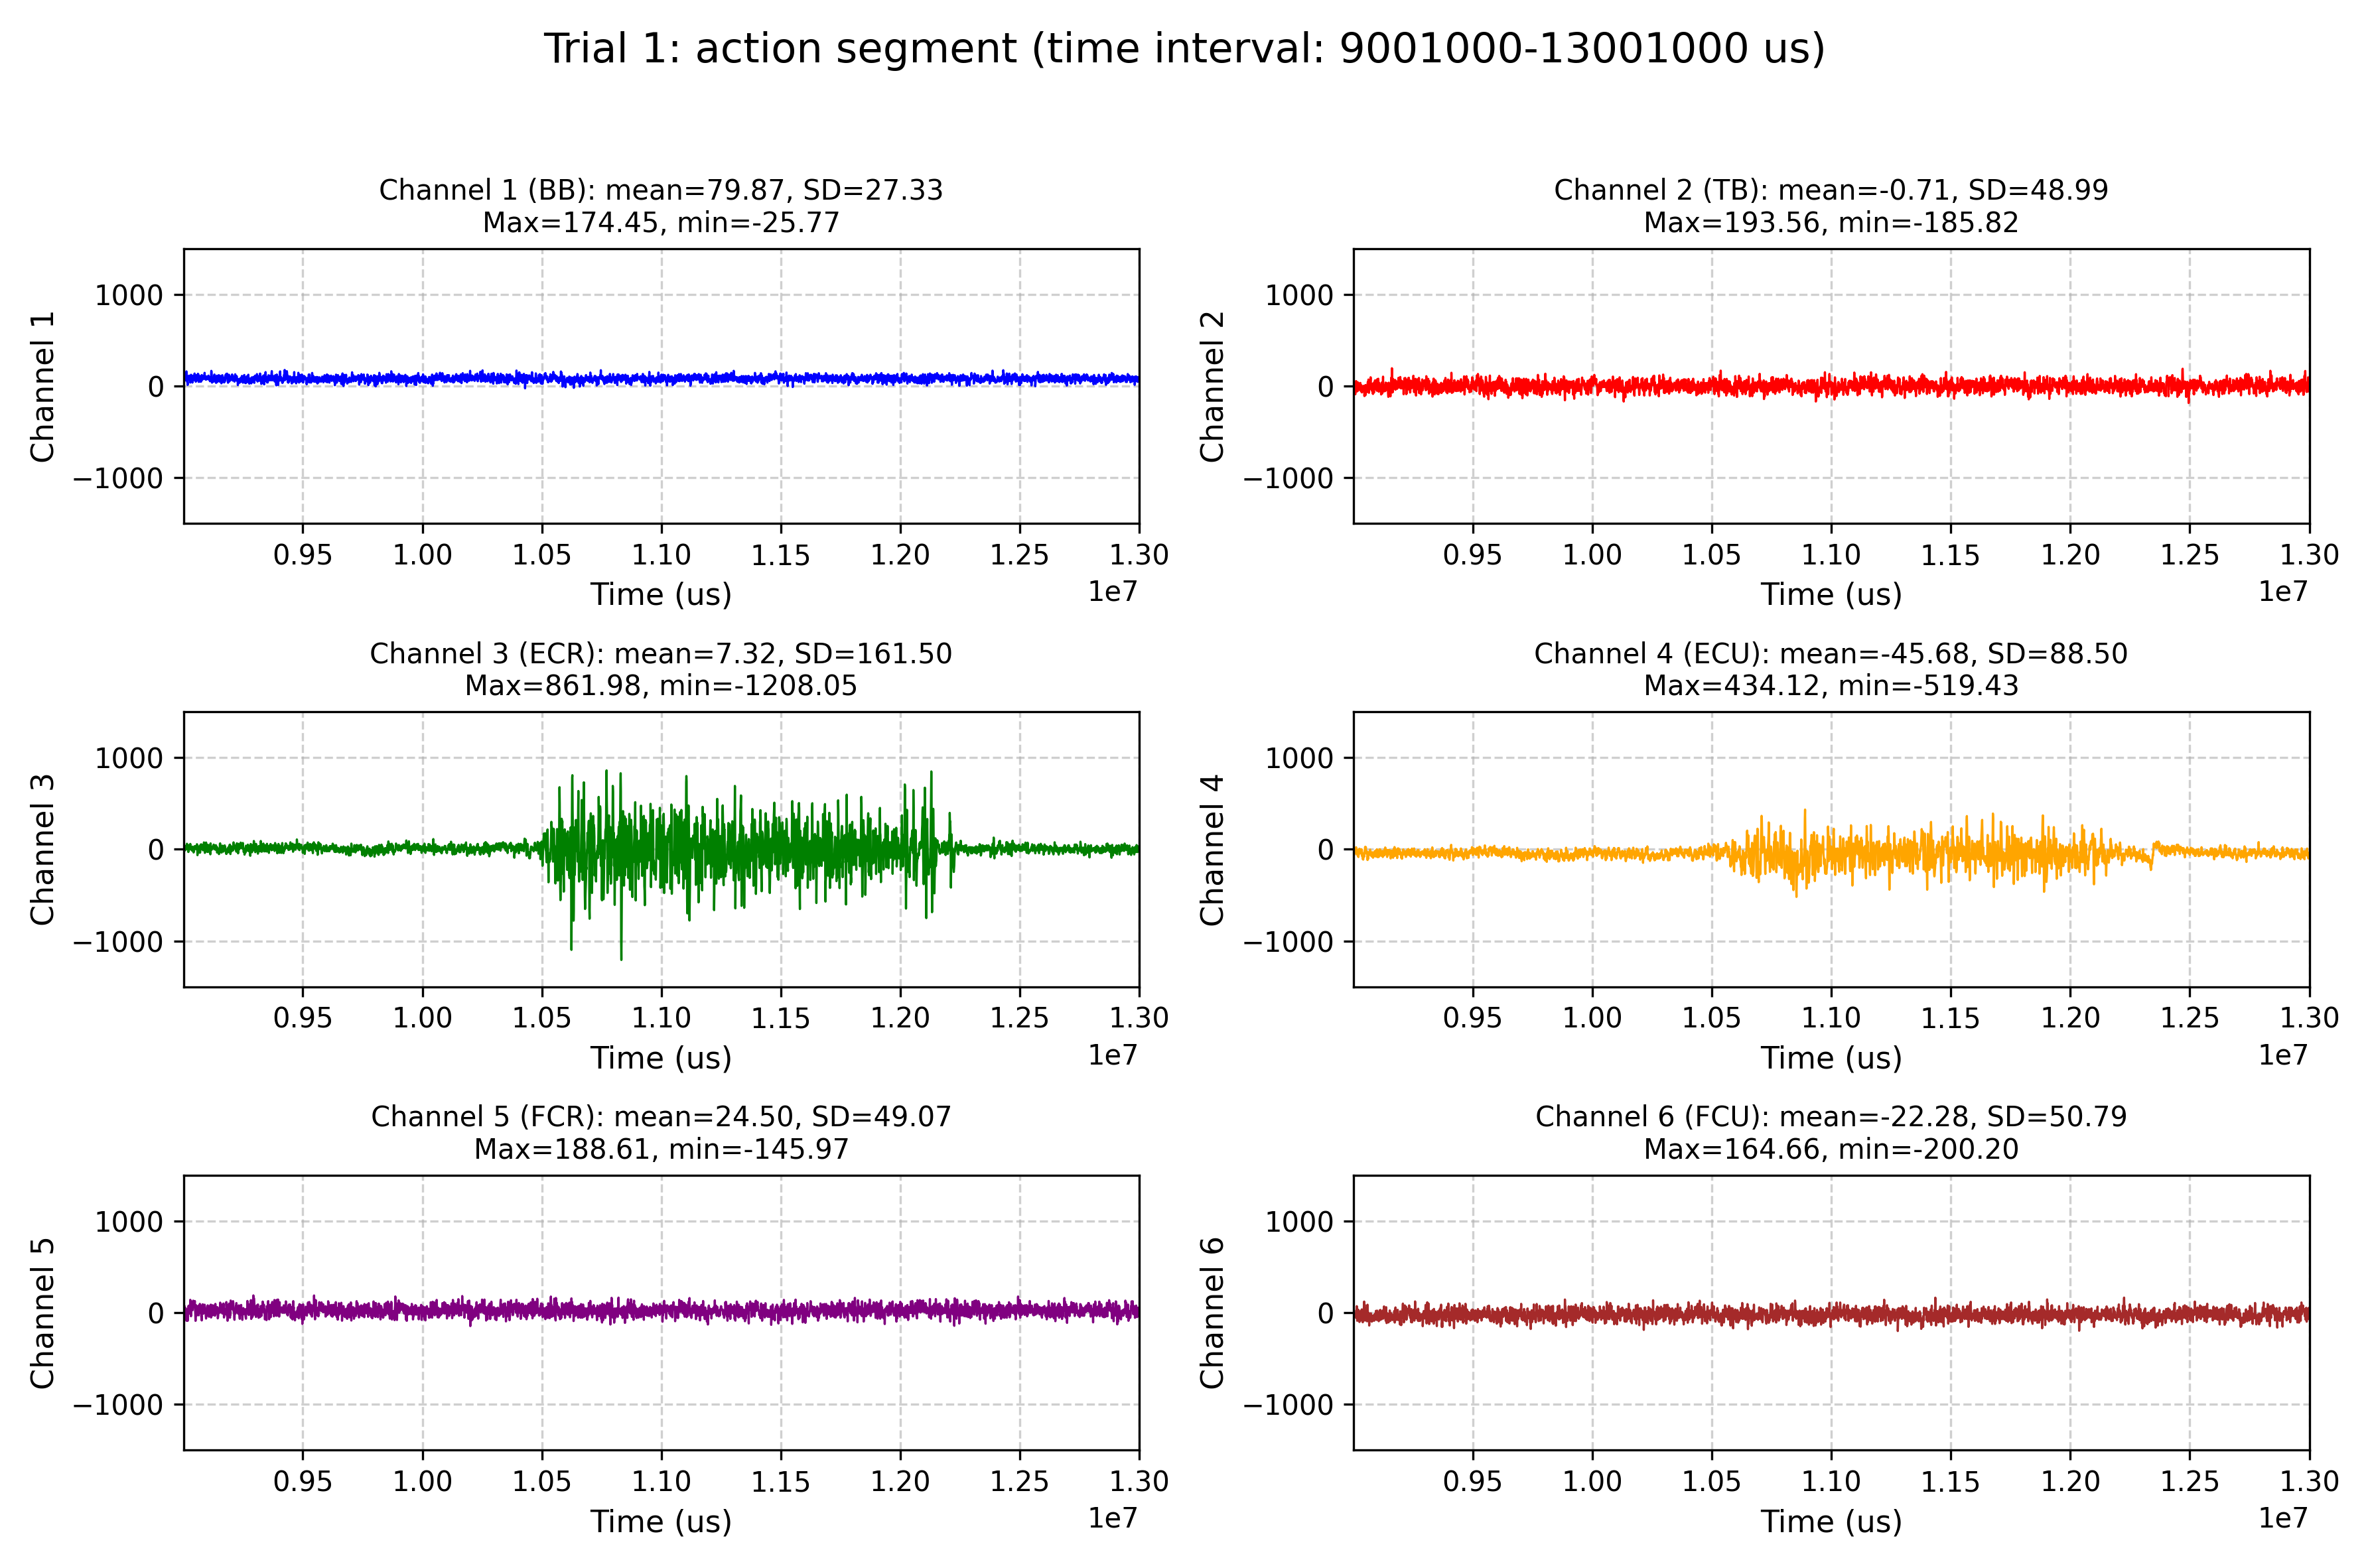 Trial 1: action segment (time interval: 9001000-13001000 us)
Channel 1 (BB): mean=79.87, SD=27.33
Max=174.45, min=-25.77
1000
0
−1000
Channel 1
0.95 1.00 1.05 1.10 1.15 1.20 1.25 1.30
Time (us)
1e7
Channel 2 (TB): mean=-0.71, SD=48.99
Max=193.56, min=-185.82
1000
0
−1000
Channel 2
0.95 1.00 1.05 1.10 1.15 1.20 1.25 1.30
Time (us)
1e7
Channel 3 (ECR): mean=7.32, SD=161.50
Max=861.98, min=-1208.05
1000
0
−1000
Channel 3
0.95 1.00 1.05 1.10 1.15 1.20 1.25 1.30
Time (us)
1e7
Channel 4 (ECU): mean=-45.68, SD=88.50
Max=434.12, min=-519.43
1000
0
−1000
Channel 4
0.95 1.00 1.05 1.10 1.15 1.20 1.25 1.30
Time (us)
1e7
Channel 5 (FCR): mean=24.50, SD=49.07
Max=188.61, min=-145.97
1000
0
−1000
Channel 5
0.95 1.00 1.05 1.10 1.15 1.20 1.25 1.30
Time (us)
1e7
Channel 6 (FCU): mean=-22.28, SD=50.79
Max=164.66, min=-200.20
1000
0
−1000
Channel 6
0.95 1.00 1.05 1.10 1.15 1.20 1.25 1.30
Time (us)
1e7